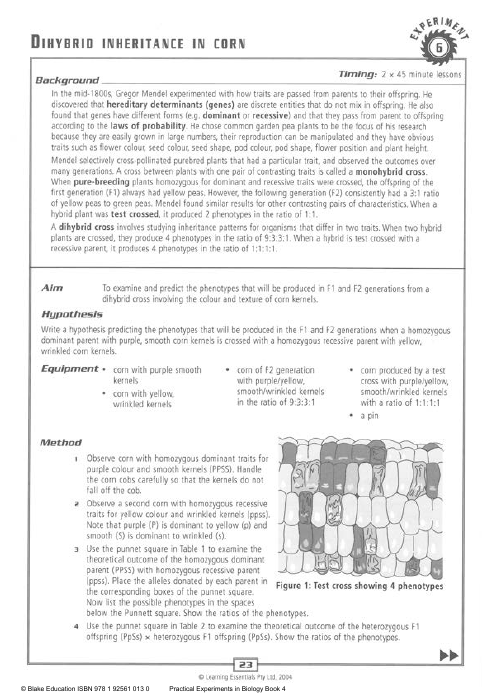 DIHYBRID INHERITANCE IN CORN
EXPERIMENT
6
Timing: 2 x 45 minute lessons
Background
In the mid-1800s, Gregor Mendel experimented with how traits are passed from parents to their offspring. He
discovered that hereditary determinants (genes) are discrete entities that do not mix in offspring. He also
found that genes have different forms (e.g. dominant or recessive) and that they pass from parent to offspring
according to the laws of probability. He chose common garden pea plants to be the focus of his research
because they are easily grown in large numbers, their reproduction can be manipulated and they have obvious
traits such as flower colour, seed colour, seed shape, pod colour, pod shape, flower position and plant height.
Mendel selectively cross-pollinated purebred plants that had a particular trait, and observed the outcomes over
many generations. A cross between plants with one pair of contrasting traits is called a monohybrid cross.
When pure-breeding plants homozygous for dominant and recessive traits were crossed, the offspring of the
first generation (F1) always had yellow peas. However, the following generation (F2) consistently had a 3:1 ratio
of yellow peas to green peas. Mendel found similar results for other contrasting pairs of characteristics. When a
hybrid plant was test crossed, it produced 2 phenotypes in the ratio of 1:1.
A dihybrid cross involves studying inheritance patterns for organisms that differ in two traits. When two hybrid
plants are crossed, they produce 4 phenotypes in the ratio of 9:3:3:1. When a hybrid is test crossed with a
recessive parent, it produces 4 phenotypes in the ratio of 1:1:1:1.
Aim
To examine and predict the phenotypes that will be produced in F1 and F2 generations from a
dihybrid cross involving the colour and texture of corn kernels.
Hypothesis
Write a hypothesis predicting the phenotypes that will be produced in the F1 and F2 generations when a homozygous
dominant parent with purple, smooth corn kernels is crossed with a homozygous recessive parent with yellow,
wrinkled corn kernels.
Equipment
• corn with purple smooth
kernels
• corn with yellow,
wrinkled kernels
• corn of F2 generation
with purple/yellow,
smooth/wrinkled kernels
in the ratio of 9:3:3:1
• corn produced by a test
cross with purple/yellow,
smooth/wrinkled kernels
with a ratio of 1:1:1:1
• a pin
Method
1 Observe corn with homozygous dominant traits for
purple colour and smooth kernels (PPSS). Handle
the corn cobs carefully so that the kernels do not
fall off the cob.
2 Observe a second corn with homozygous recessive
traits for yellow colour and wrinkled kernels (ppss).
Note that purple (P) is dominant to yellow (p) and
smooth (S) is dominant to wrinkled (s).
3 Use the punnet square in Table 1 to examine the
theoretical outcome of the homozygous dominant
parent (PPSS) with homozygous recessive parent
(ppss). Place the alleles donated by each parent in
the corresponding boxes of the punnet square.
Now list the possible phenotypes in the spaces
below the Punnett square. Show the ratios of the phenotypes.
Figure 1: Test cross showing 4 phenotypes
4 Use the punnet square in Table 2 to examine the theoretical outcome of the heterozygous F1
offspring (PpSs) × heterozygous F1 offspring (PpSs). Show the ratios of the phenotypes.
23
© Learning Essentials Pty Ltd, 2004
© Blake Education ISBN 978 1 92561 013 0 Practical Experiments in Biology Book 4